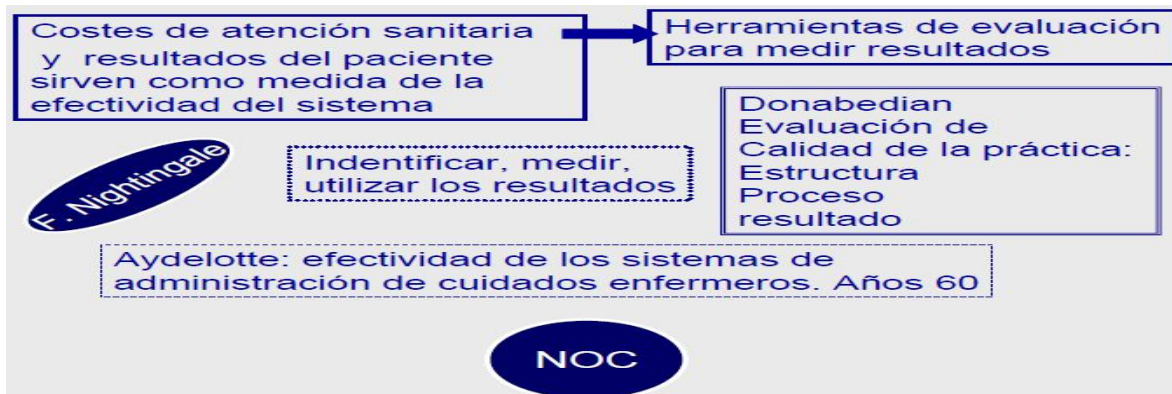 Costes de atención sanitaria
y resultados del paciente
sirven como medida de la
efectividad del sistema
Herramientas de evaluación
para medir resultados
Donabedian
Evaluación de
Calidad de la práctica:
Estructura
Proceso
resultado
F. Nightingale
Indentificar, medir,
utilizar los resultados
Aydelotte: efectividad de los sistemas de
administración de cuidados enfermeros. Años 60
NOC